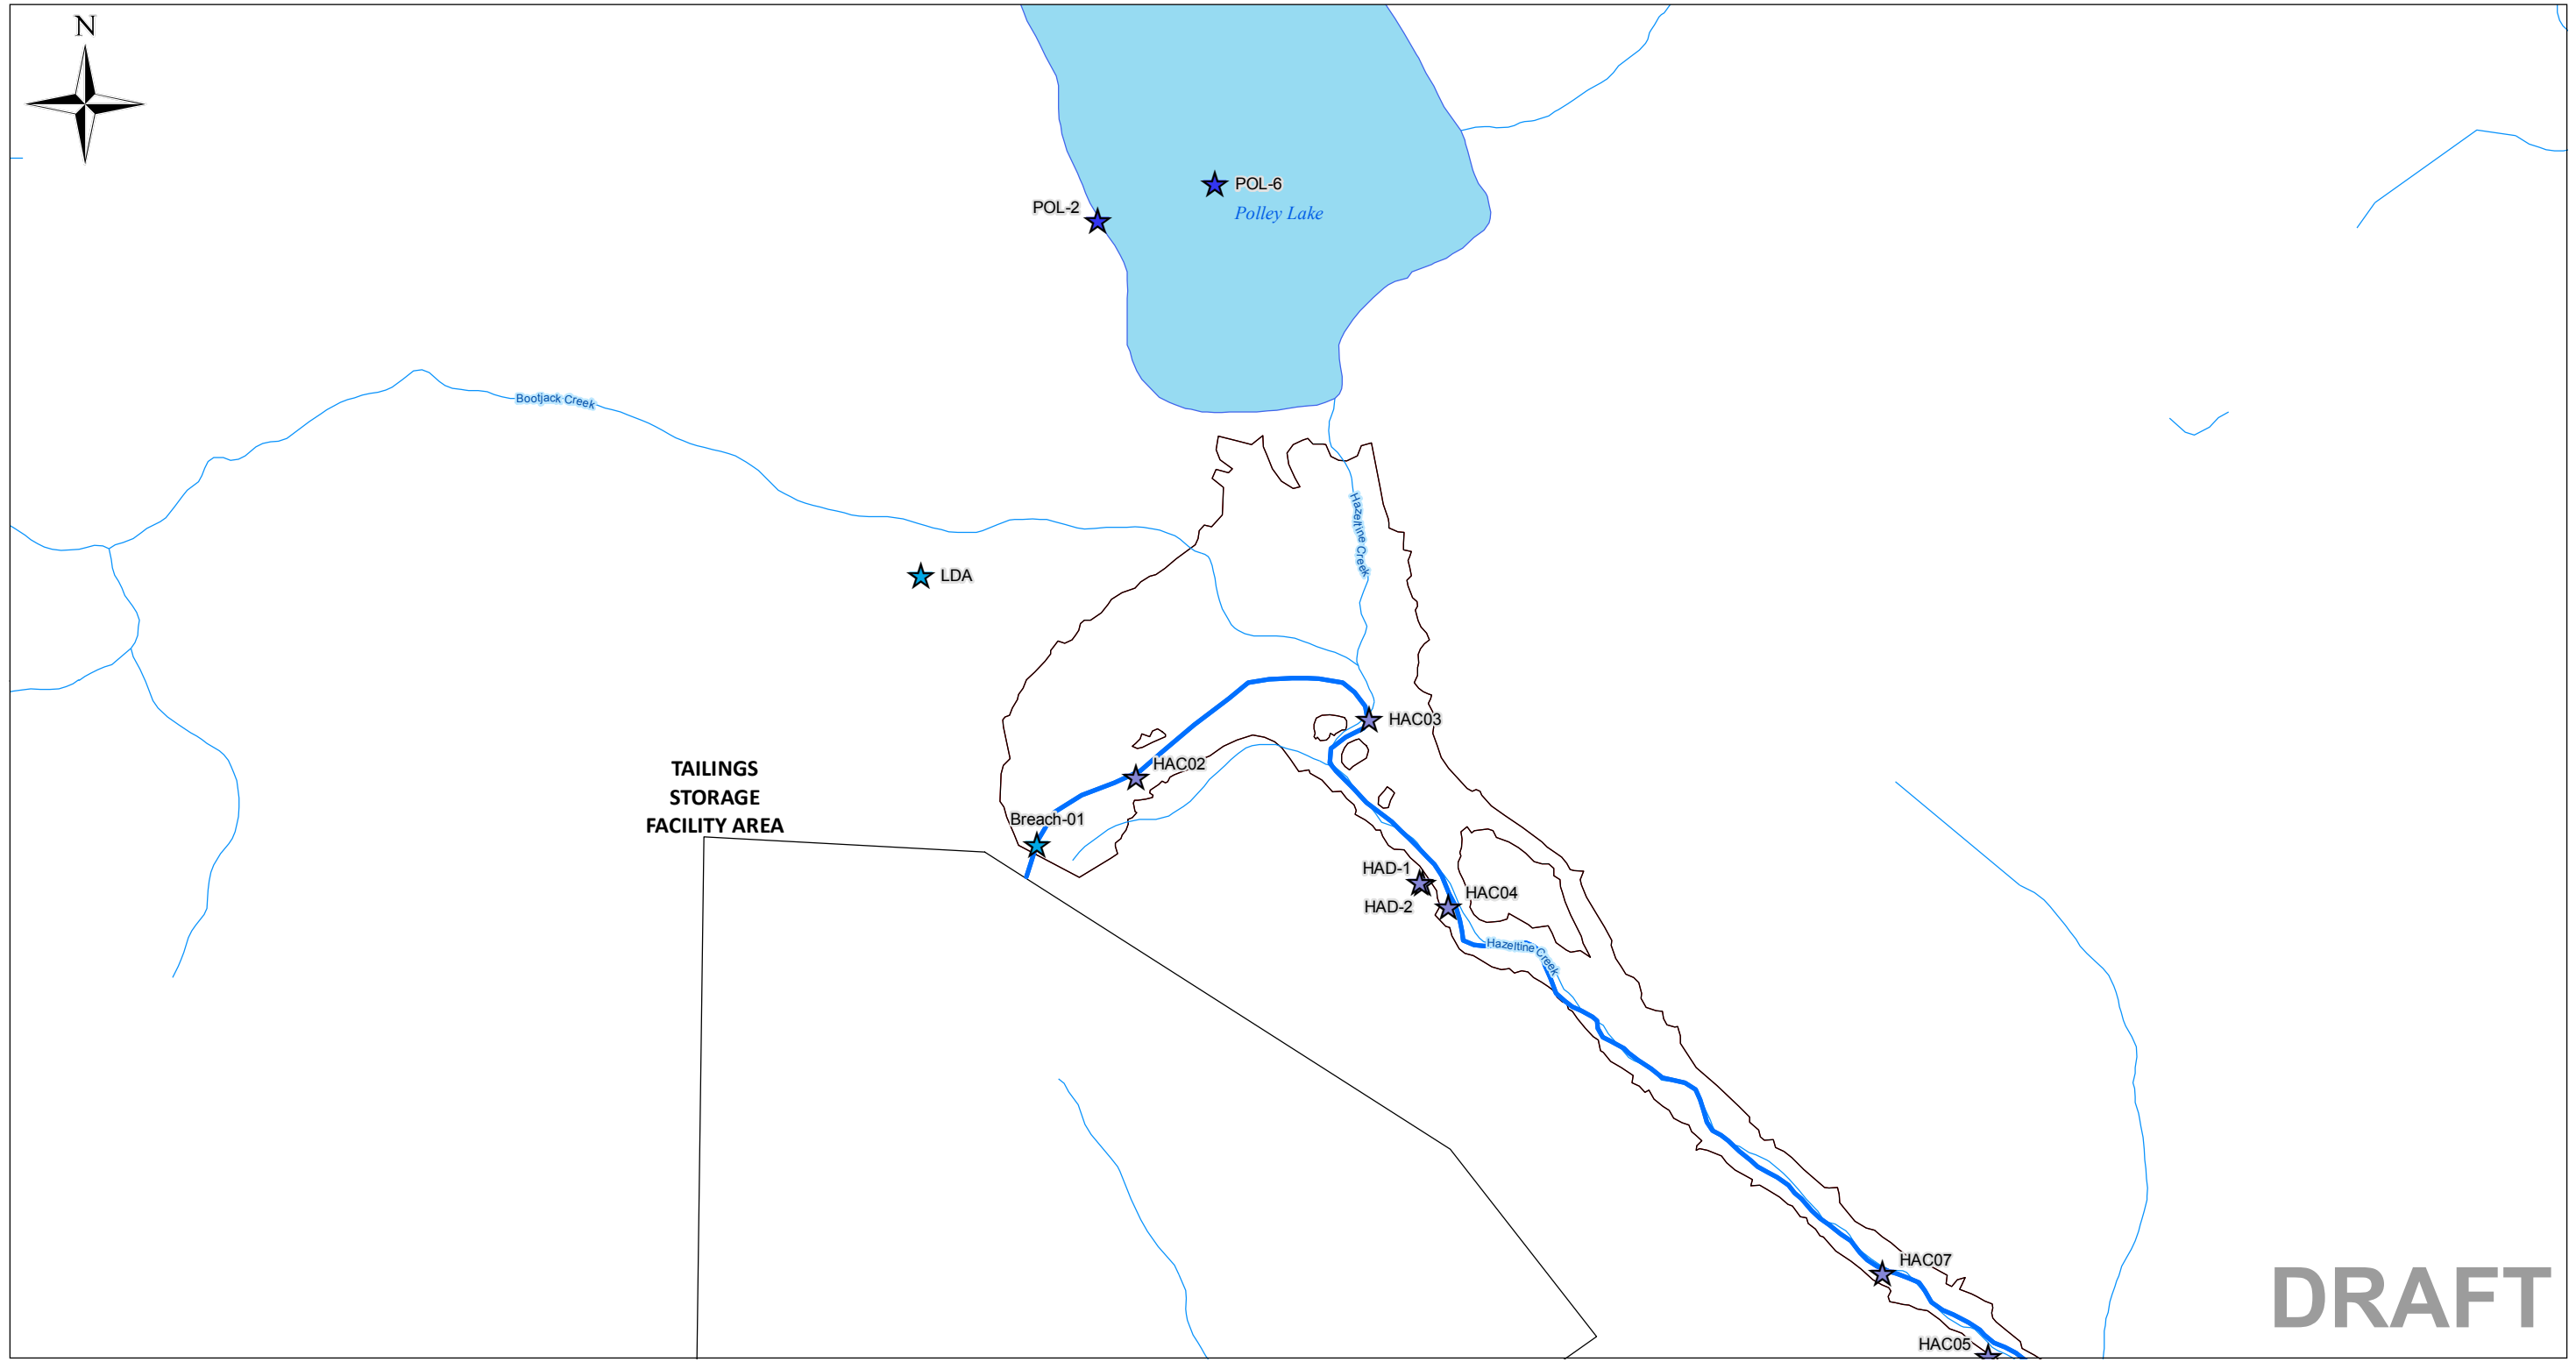 N
POL-6
POL-2
Polley Lake
Bootjack Creek
Hazeltine Creek
LDA
HAC03
TAILINGS
STORAGE
FACILITY AREA
HAC02
Breach-01
HAD-1
HAC04
HAD-2
Hazeltine Creek
HAC07
DRAFT
HAC05